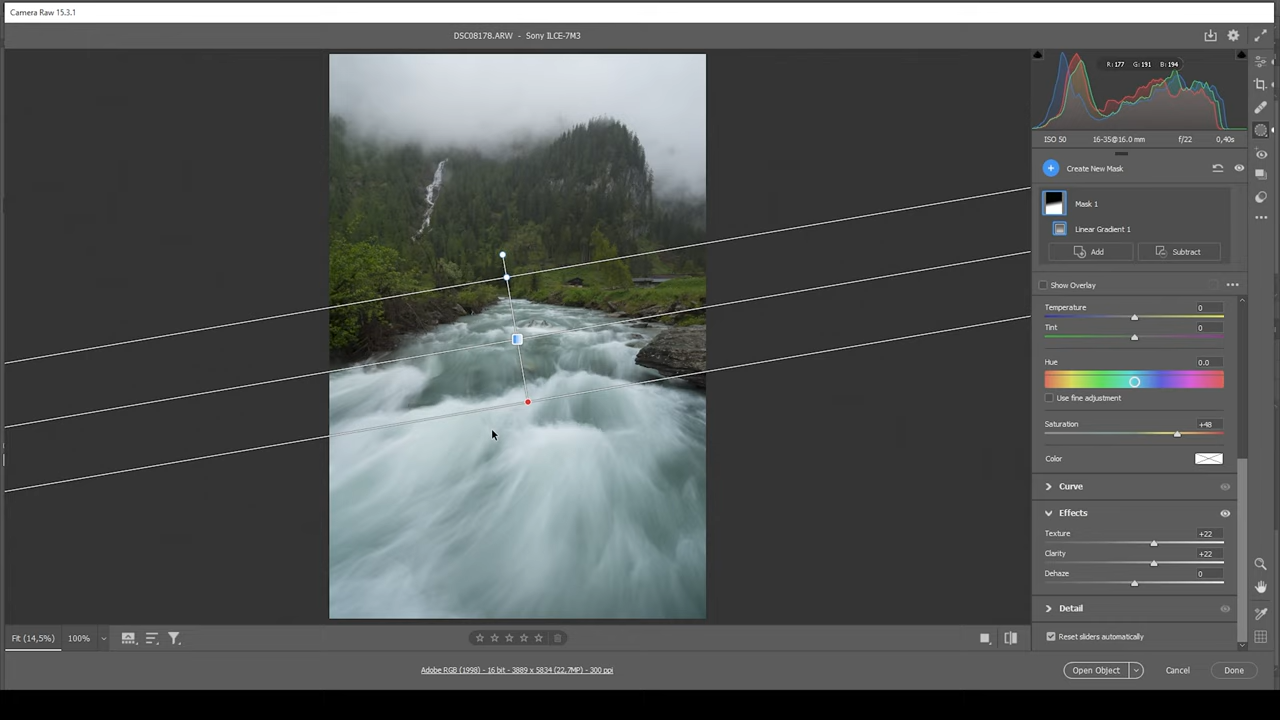 Camera Raw 15.3.1
DSC08178.ARW - Sony ILCE-7M3
R: 177 G: 191 B: 194
ISO 50 16-35@16.0 mm f/22 0,40s
Create New Mask
Mask 1
Linear Gradient 1
Add Subtract
Show Overlay
Temperature 0
Tint 0
Hue 0.0
Use fine adjustment
Saturation +48
Color
Curve
Effects
Texture +22
Clarity +22
Dehaze 0
Detail
Reset sliders automatically
Fit (14,5%) 100%
Adobe RGB (1998) - 16 bit - 3889 x 5834 (22,7MP) - 300 ppi
Open Object Cancel Done